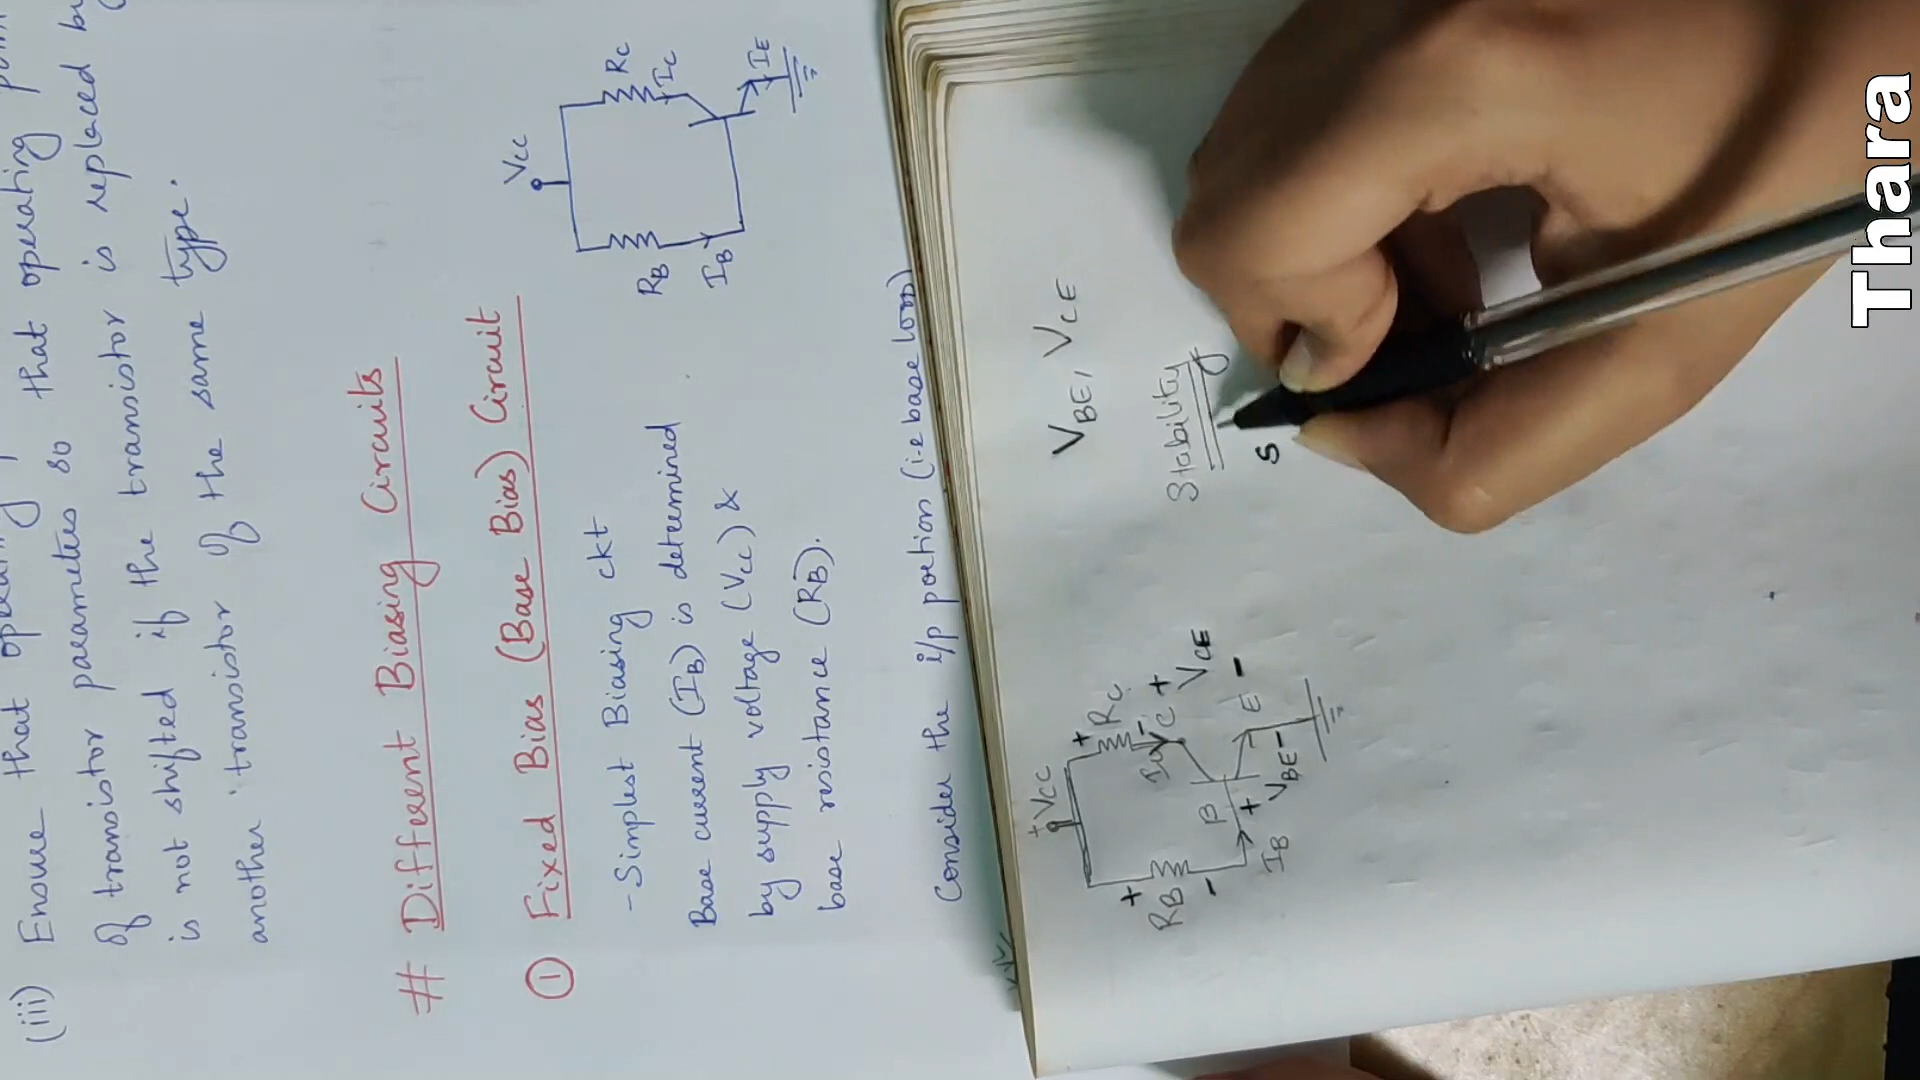 (iii) Ensure that that operating
of transistor parameters so
is not shifted if the transistor is replaced by
another transistor of the same type.
# Different Biasing Circuits
① Fixed Bias (Base Bias) Circuit
- Simplest Biasing ckt
Base current (IB) is determined
by supply voltage (Vcc) &
base resistance (RB).
Vcc
RB
RC
IC
IB
IE
Consider the i/p portion (i.e base loop)
+VCC
+
+
RB
RC
-
-
IC
C
+
VCE
B
+
E
-
IB
VBE
-
VBE, VCE
Stability
S
Thara